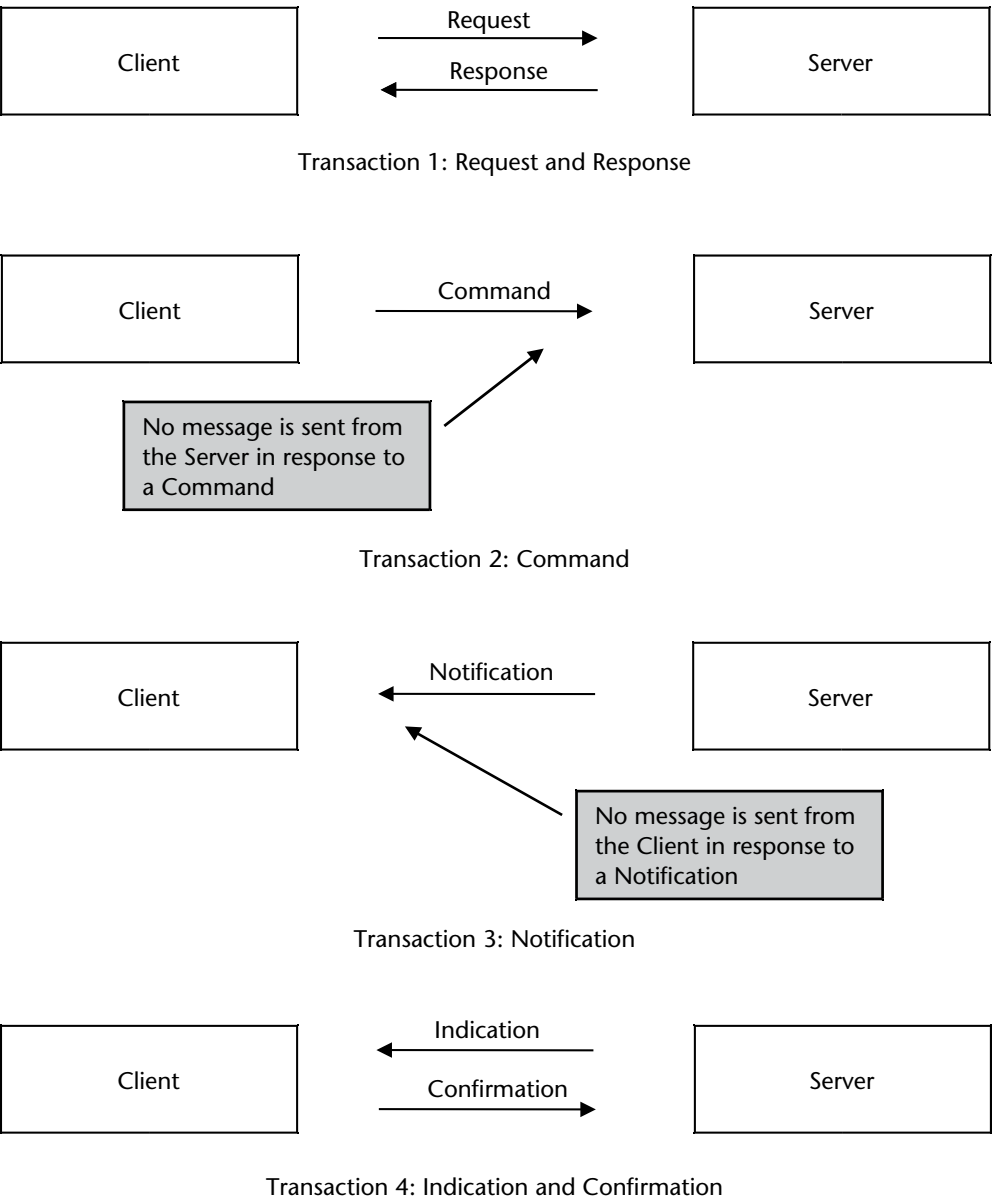 Request
Client
Server
Response
Transaction 1: Request and Response
Command
Client
Server
No message is sent from
the Server in response to
a Command
Transaction 2: Command
Notification
Client
Server
No message is sent from
the Client in response to
a Notification
Transaction 3: Notification
Indication
Client
Server
Confirmation
Transaction 4: Indication and Confirmation